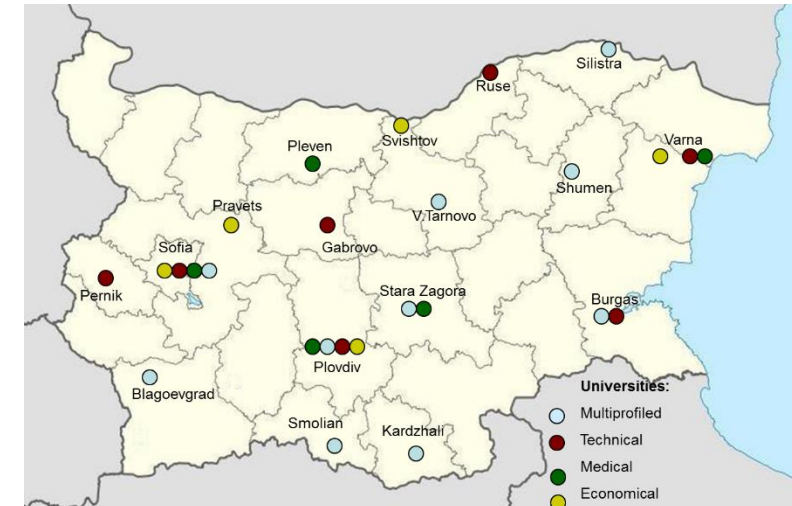 Silistra
Ruse
Svishtov
Varna
Pleven
Shumen
V.Tarnovo
Pravets
Gabrovo
Sofia
Pernik
Stara Zagora
Burgas
Plovdiv
Blagoevgrad
Smolian
Kardzhali
Universities:
Multiprofiled
Technical
Medical
Economical